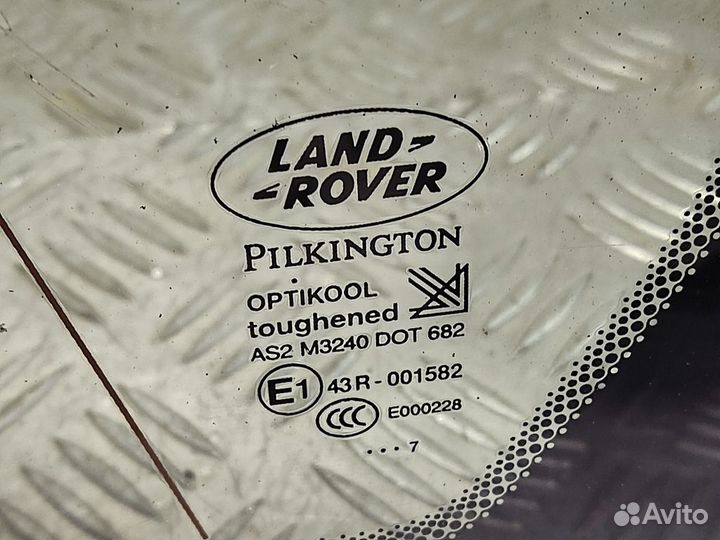 LAND
ROVER
PILKINGTON
OPTIKOOL
toughened
AS2 M3240 DOT 682
E1 43R-001582
CCC E000228
... 7
Avito